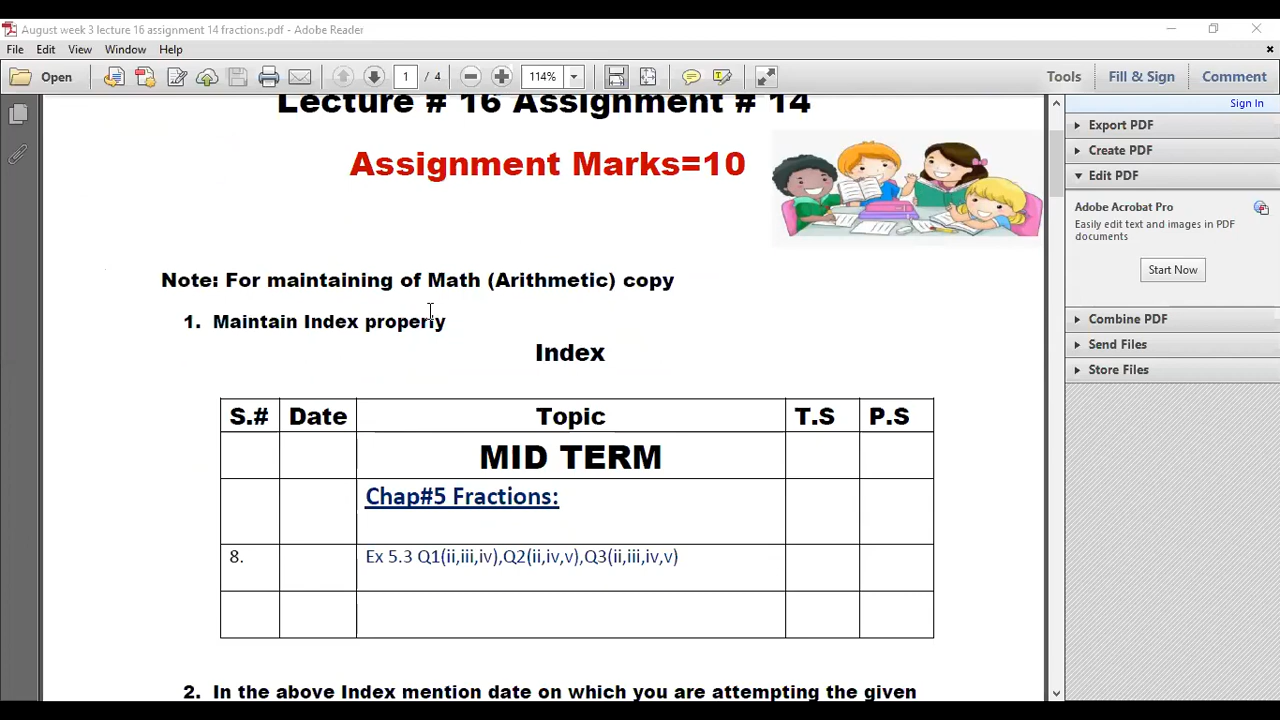 August week 3 lecture 16 assignment 14 fractions.pdf - Adobe Reader
File Edit View Window Help
Open 1 / 4 114% Tools Fill & Sign Comment
Sign In
Lecture # 16 Assignment # 14
Assignment Marks=10
Note: For maintaining of Math (Arithmetic) copy
1. Maintain Index properly
Index
S.# Date Topic T.S P.S
MID TERM
Chap#5 Fractions:
8. Ex 5.3 Q1(ii,iii,iv),Q2(ii,iv,v),Q3(ii,iii,iv,v)
2. In the above Index mention date on which you are attempting the given
Export PDF
Create PDF
Edit PDF
Adobe Acrobat Pro
Easily edit text and images in PDF
documents
Start Now
Combine PDF
Send Files
Store Files